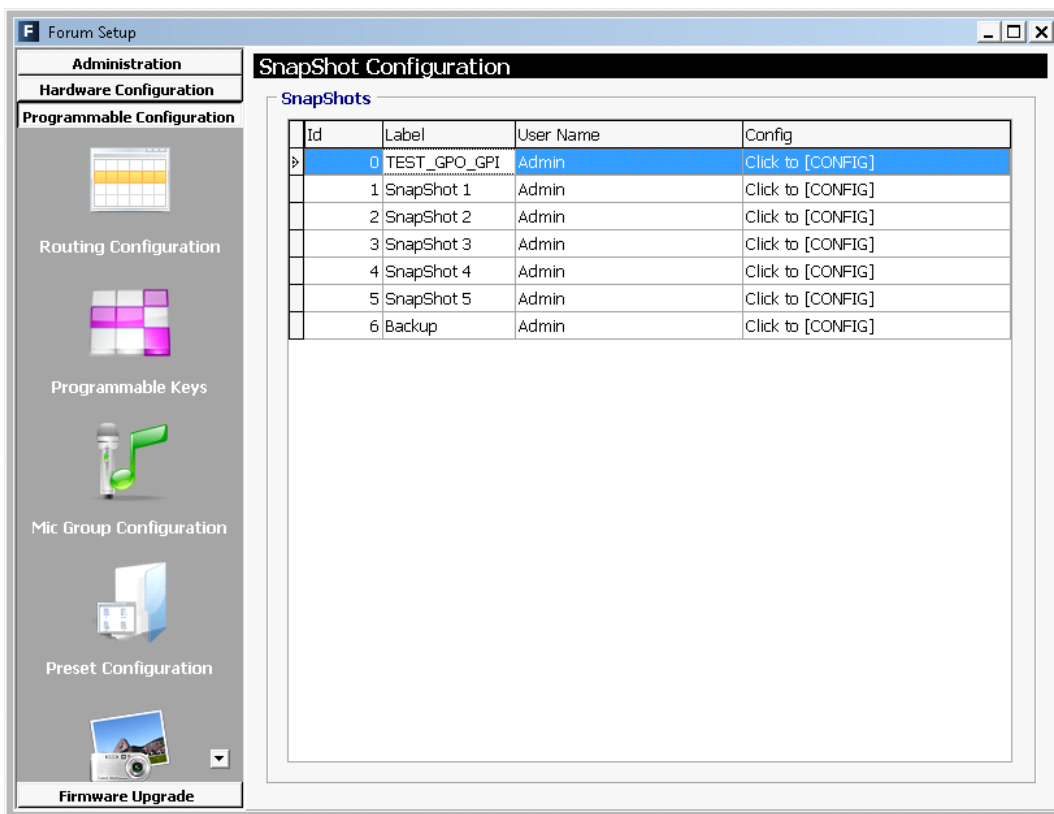 F Forum Setup
Administration
Hardware Configuration
Programmable Configuration
Routing Configuration
Programmable Keys
Mic Group Configuration
Preset Configuration
Firmware Upgrade
SnapShot Configuration
SnapShots
Id Label User Name Config
0 TEST_GPO_GPI Admin Click to [CONFIG]
1 SnapShot 1 Admin Click to [CONFIG]
2 SnapShot 2 Admin Click to [CONFIG]
3 SnapShot 3 Admin Click to [CONFIG]
4 SnapShot 4 Admin Click to [CONFIG]
5 SnapShot 5 Admin Click to [CONFIG]
6 Backup Admin Click to [CONFIG]